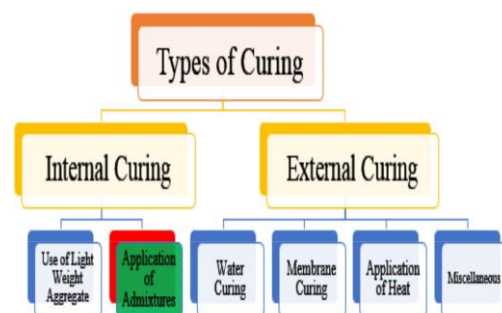 Types of Curing
Internal Curing
External Curing
Use of Light
Weight
Aggregate
Application
of
Admixtures
Water
Curing
Membrane
Curing
Application
of Heat
Miscellaneous